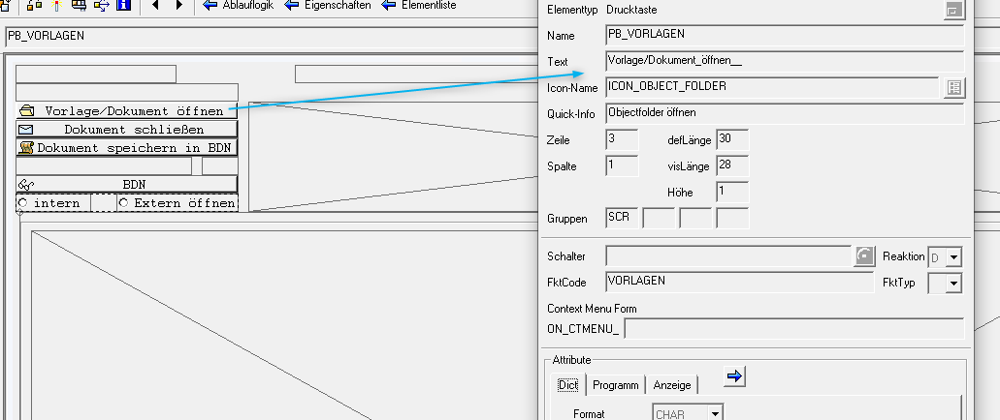 Ablauflogik
Eigenschaften
Elementliste
PB_VORLAGEN
Vorlage/Dokument öffnen
Dokument schließen
Dokument speichern in BDN
BDN
intern
Extern öffnen
Elementtyp Drucktaste
Name PB_VORLAGEN
Text Vorlage/Dokument_öffnen__
Icon-Name ICON_OBJECT_FOLDER
Quick-Info Objectfolder öffnen
Zeile 3 defLänge 30
Spalte 1 visLänge 28
Höhe 1
Gruppen SCR
Schalter Reaktion D
FktCode VORLAGEN FktTyp
Context Menu Form
ON_CTMENU_
Attribute
Dict Programm Anzeige
Format CHAR